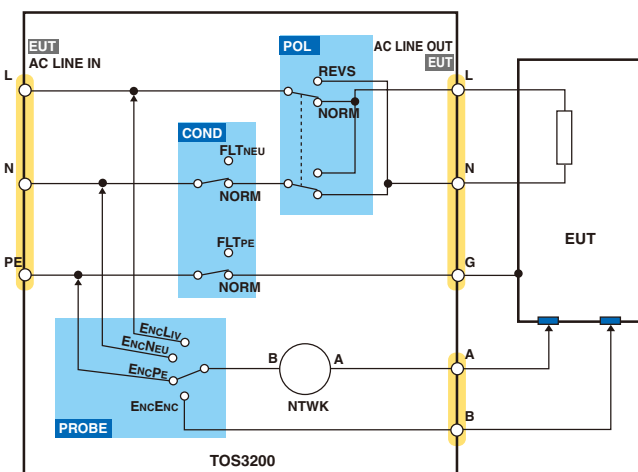 EUT
AC LINE IN
POL
AC LINE OUT
EUT
L
REVS
L
NORM
COND
FLTNEU
N
NORM
N
EUT
FLTPE
PE
NORM
G
ENCLIV
ENCNEU
B
A
A
ENCPE
NTWK
ENCENC
B
PROBE
TOS3200